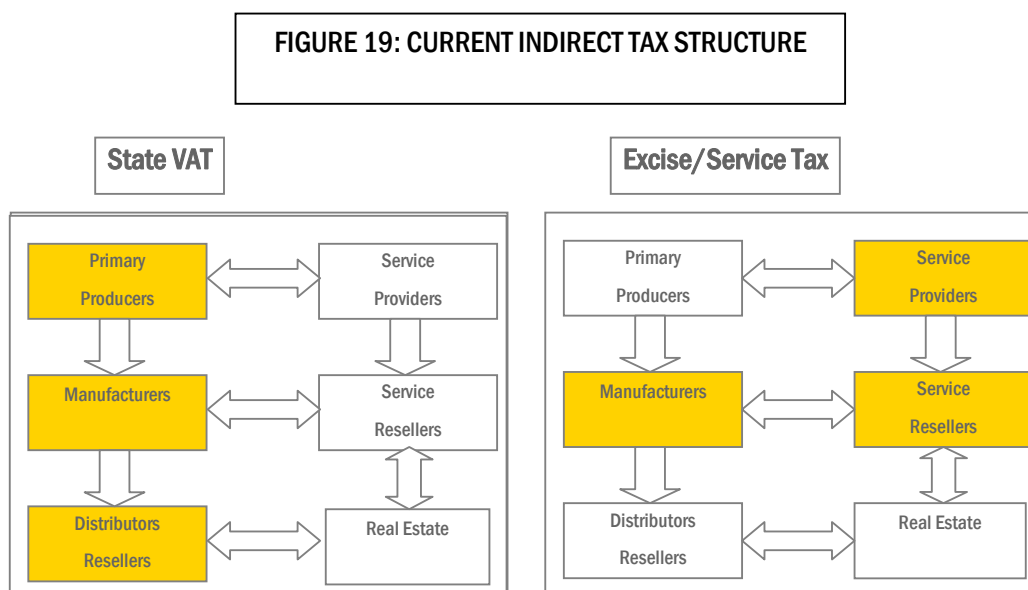 FIGURE 19: CURRENT INDIRECT TAX STRUCTURE
State VAT
Primary
Producers
Service
Providers
Manufacturers
Service
Resellers
Distributors
Resellers
Real Estate
Excise/Service Tax
Primary
Producers
Service
Providers
Manufacturers
Service
Resellers
Distributors
Resellers
Real Estate